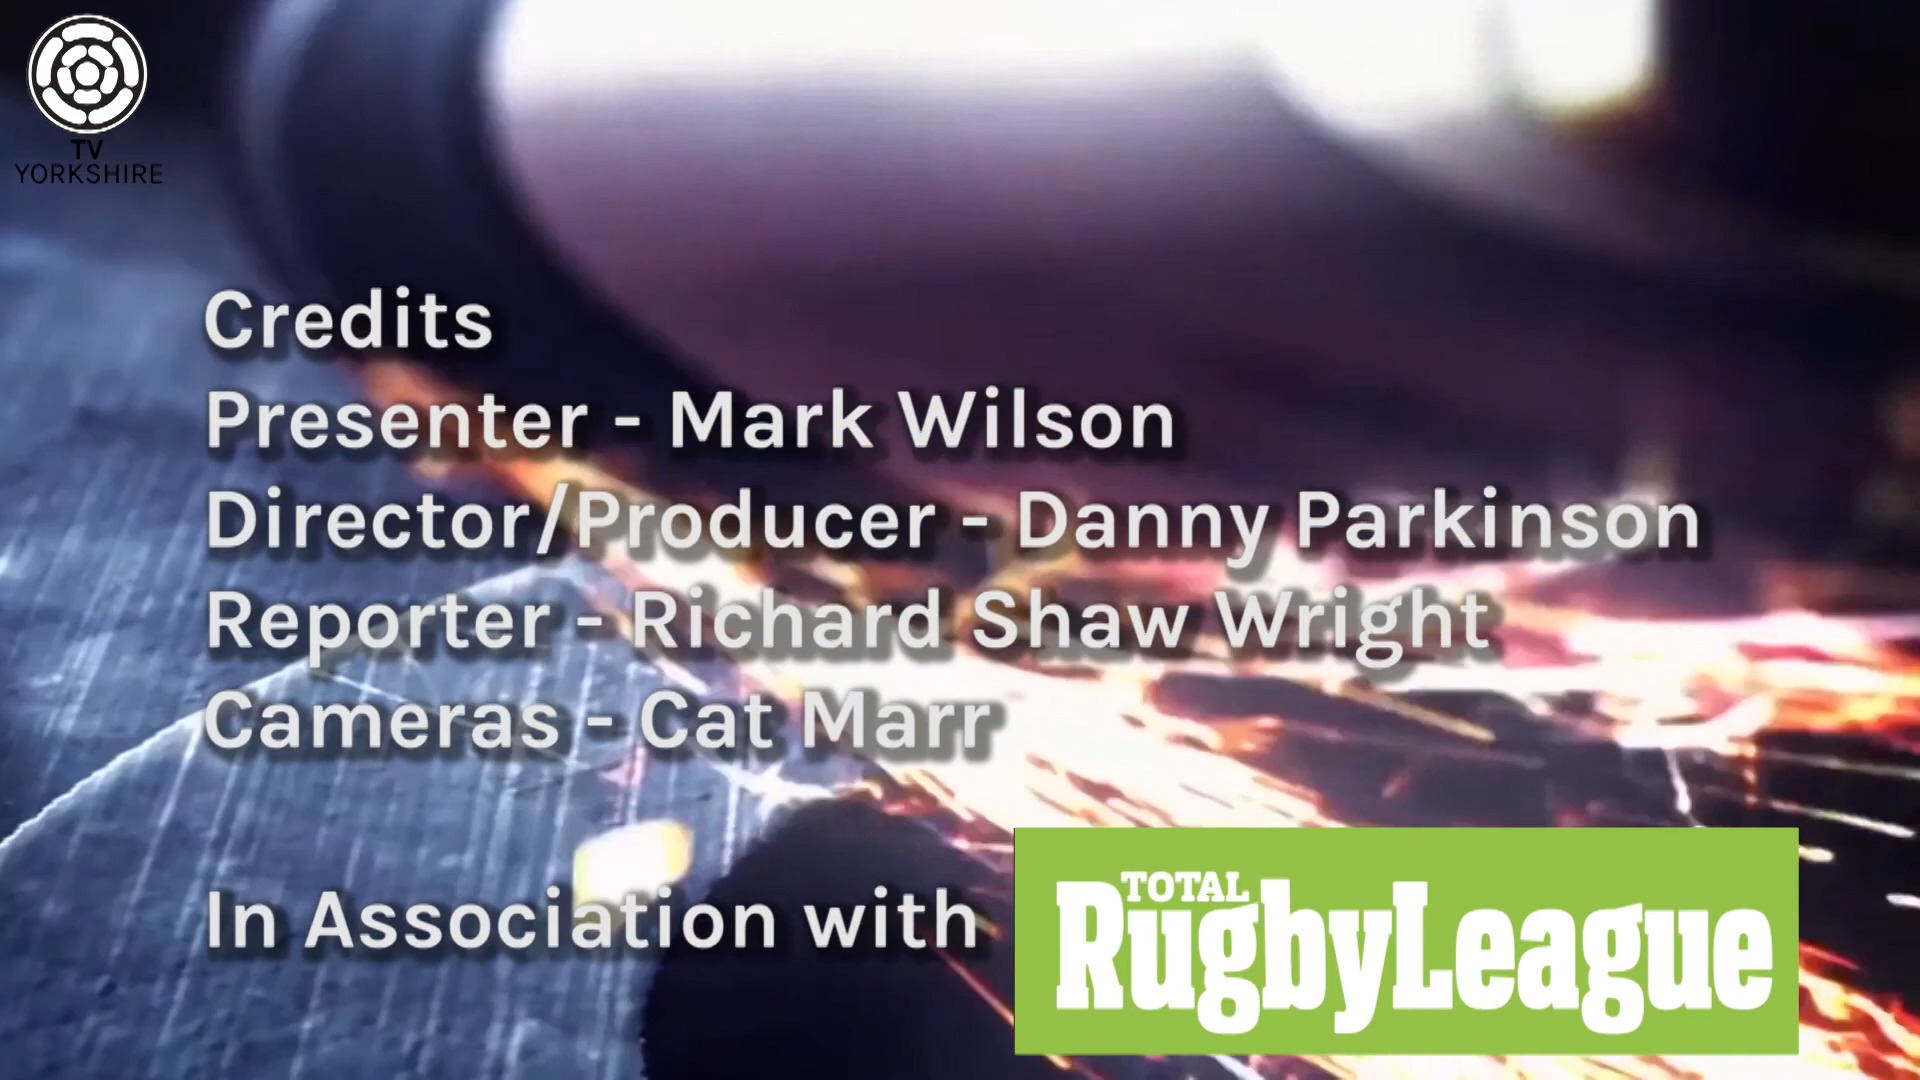 TV
YORKSHIRE
Credits
Presenter - Mark Wilson
Director/Producer - Danny Parkinson
Reporter - Richard Shaw Wright
Cameras - Cat Marr
In Association with
TOTAL
RugbyLeague